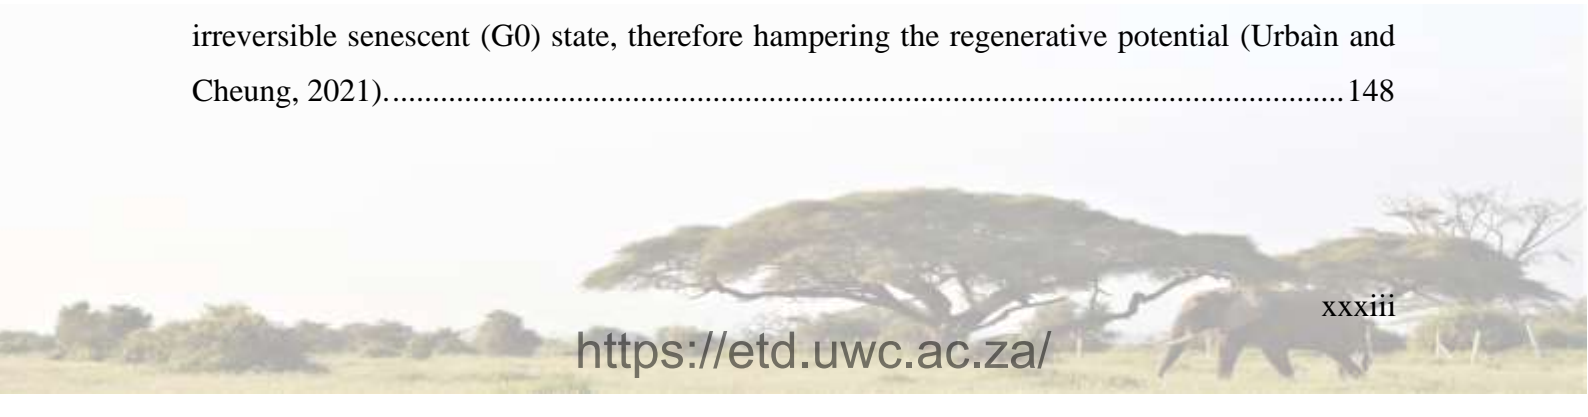 irreversible senescent (G0) state, therefore hampering the regenerative potential (Urbaìn and
Cheung, 2021).......................................................................................................................148
xxxiii
https://etd.uwc.ac.za/